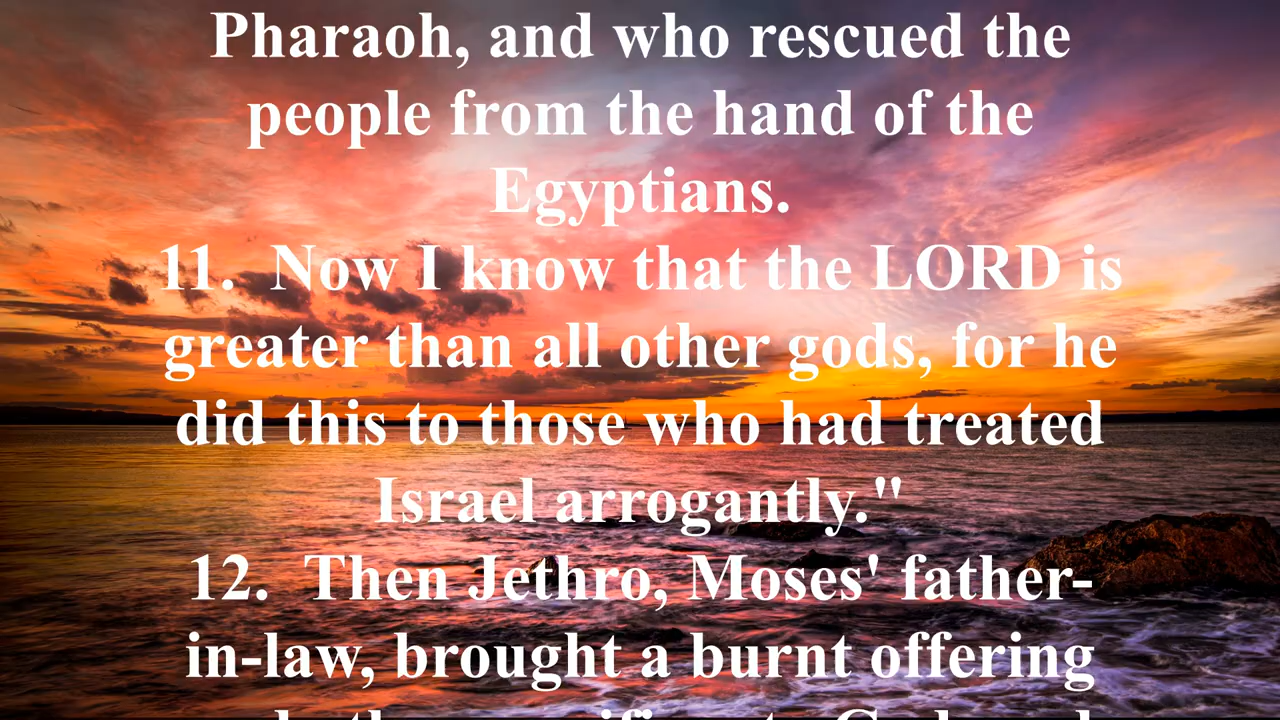 Pharaoh, and who rescued the
people from the hand of the
Egyptians.
11.  Now I know that the LORD is
greater than all other gods, for he
did this to those who had treated
Israel arrogantly."
12.  Then Jethro, Moses' father-
in-law, brought a burnt offering